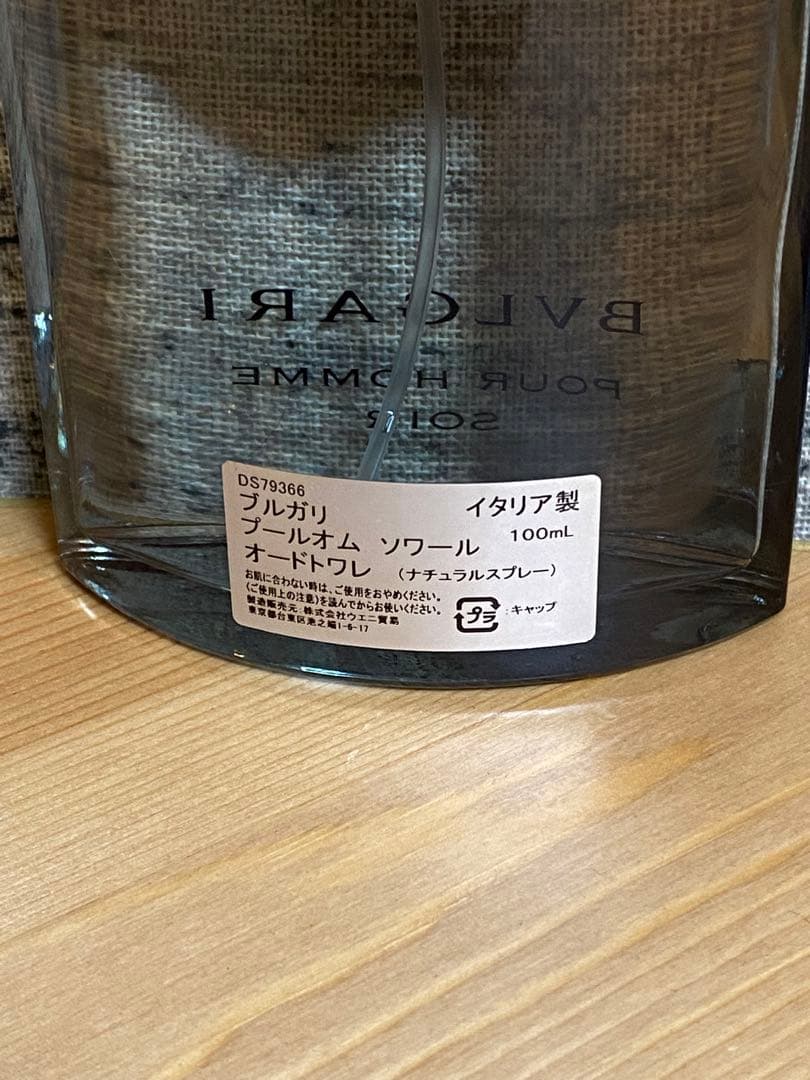 BVLGARI
POUR HOMME
SOIR
DS79366
ブルガリ イタリア製
プールオム ソワール 100mL
オードトワレ (ナチュラルスプレー)
お肌に合わない時は、ご使用をおやめください。
(ご使用上の注意)を読んでからお使いください。
製造販売元:株式会社ウエニ貿易
東京都台東区池之端1-6-17
プラ :キャップ